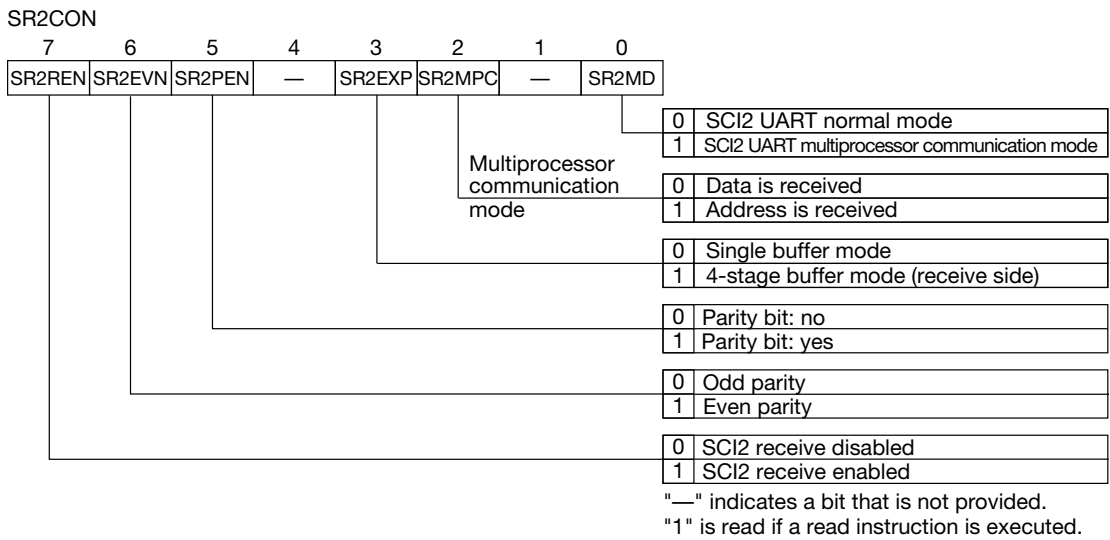 SR2CON
7 6 5 4 3 2 1 0
SR2REN SR2EVN SR2PEN — SR2EXP SR2MPC — SR2MD
0 SCI2 UART normal mode
1 SCI2 UART multiprocessor communication mode
Multiprocessor
communication
mode
0 Data is received
1 Address is received
0 Single buffer mode
1 4-stage buffer mode (receive side)
0 Parity bit: no
1 Parity bit: yes
0 Odd parity
1 Even parity
0 SCI2 receive disabled
1 SCI2 receive enabled
"—" indicates a bit that is not provided.
"1" is read if a read instruction is executed.